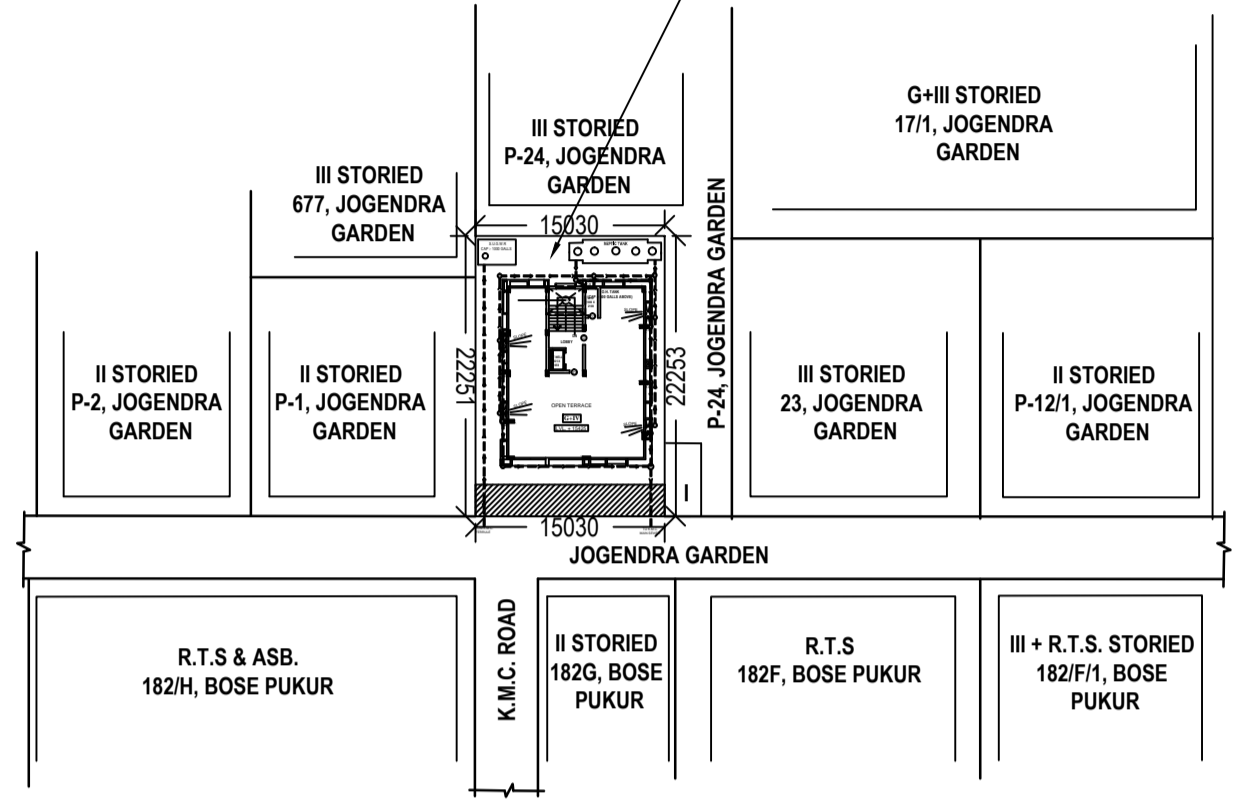 G+III STORIED
17/1, JOGENDRA
GARDEN
III STORIED
P-24, JOGENDRA
GARDEN
III STORIED
677, JOGENDRA
GARDEN
15030
SEPTIC TANK
P-24, JOGENDRA GARDEN
22251
22253
LOBBY
OPEN TERRACE
G+IV
II STORIED
P-2, JOGENDRA
GARDEN
II STORIED
P-1, JOGENDRA
GARDEN
III STORIED
23, JOGENDRA
GARDEN
II STORIED
P-12/1, JOGENDRA
GARDEN
15030
JOGENDRA GARDEN
R.T.S & ASB.
182/H, BOSE PUKUR
K.M.C. ROAD
II STORIED
182G, BOSE
PUKUR
R.T.S
182F, BOSE PUKUR
III + R.T.S. STORIED
182/F/1, BOSE
PUKUR